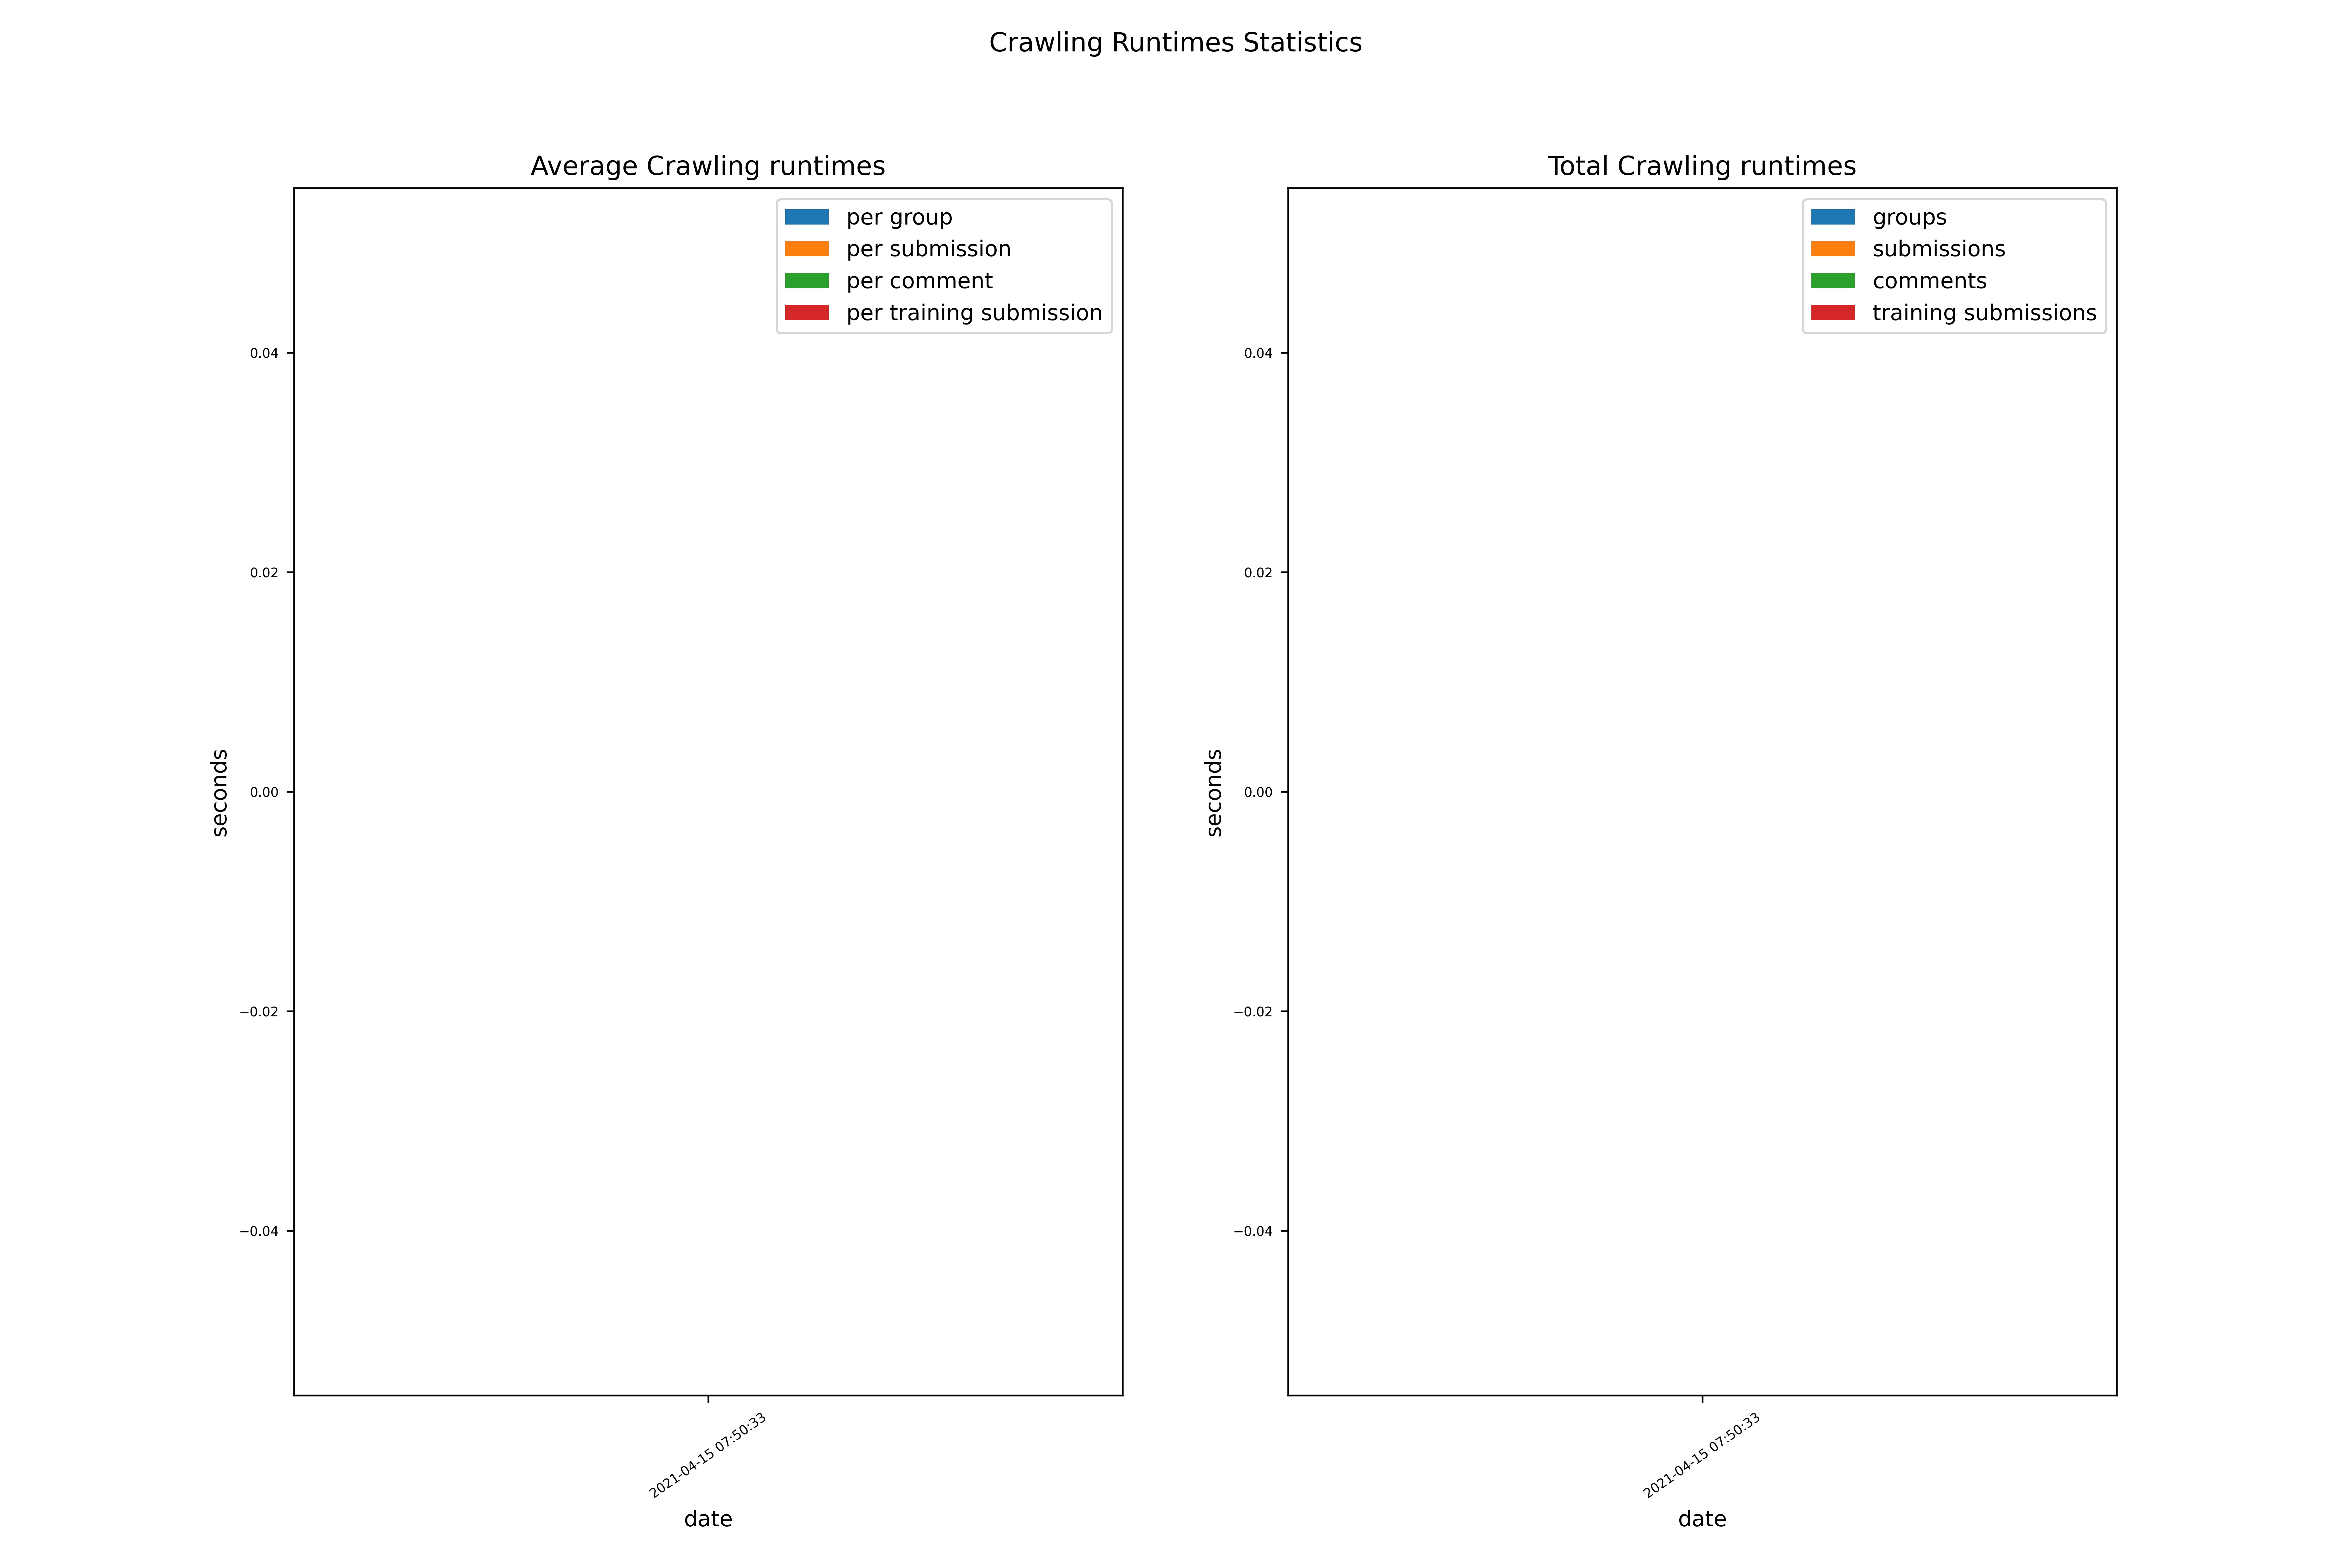 Crawling Runtimes Statistics
Average Crawling runtimes
per group
per submission
per comment
per training submission
0.04
0.02
0.00
−0.02
−0.04
seconds
2021-04-15 07:50:33
date
Total Crawling runtimes
groups
submissions
comments
training submissions
0.04
0.02
0.00
−0.02
−0.04
seconds
2021-04-15 07:50:33
date